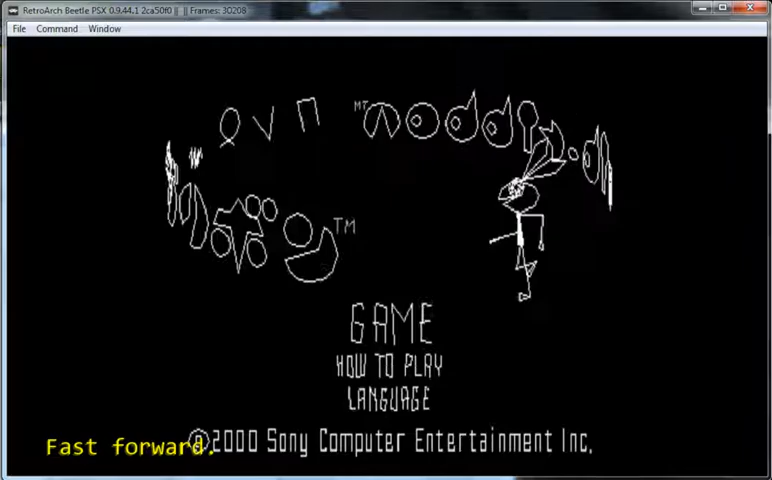 RetroArch Beetle PSX 0.9.44.1 2ca50f0 || || Frames: 30208
File Command Window
TM
GAME
HOW TO PLAY
LANGUAGE
©2000 Sony Computer Entertainment Inc.
Fast forward.